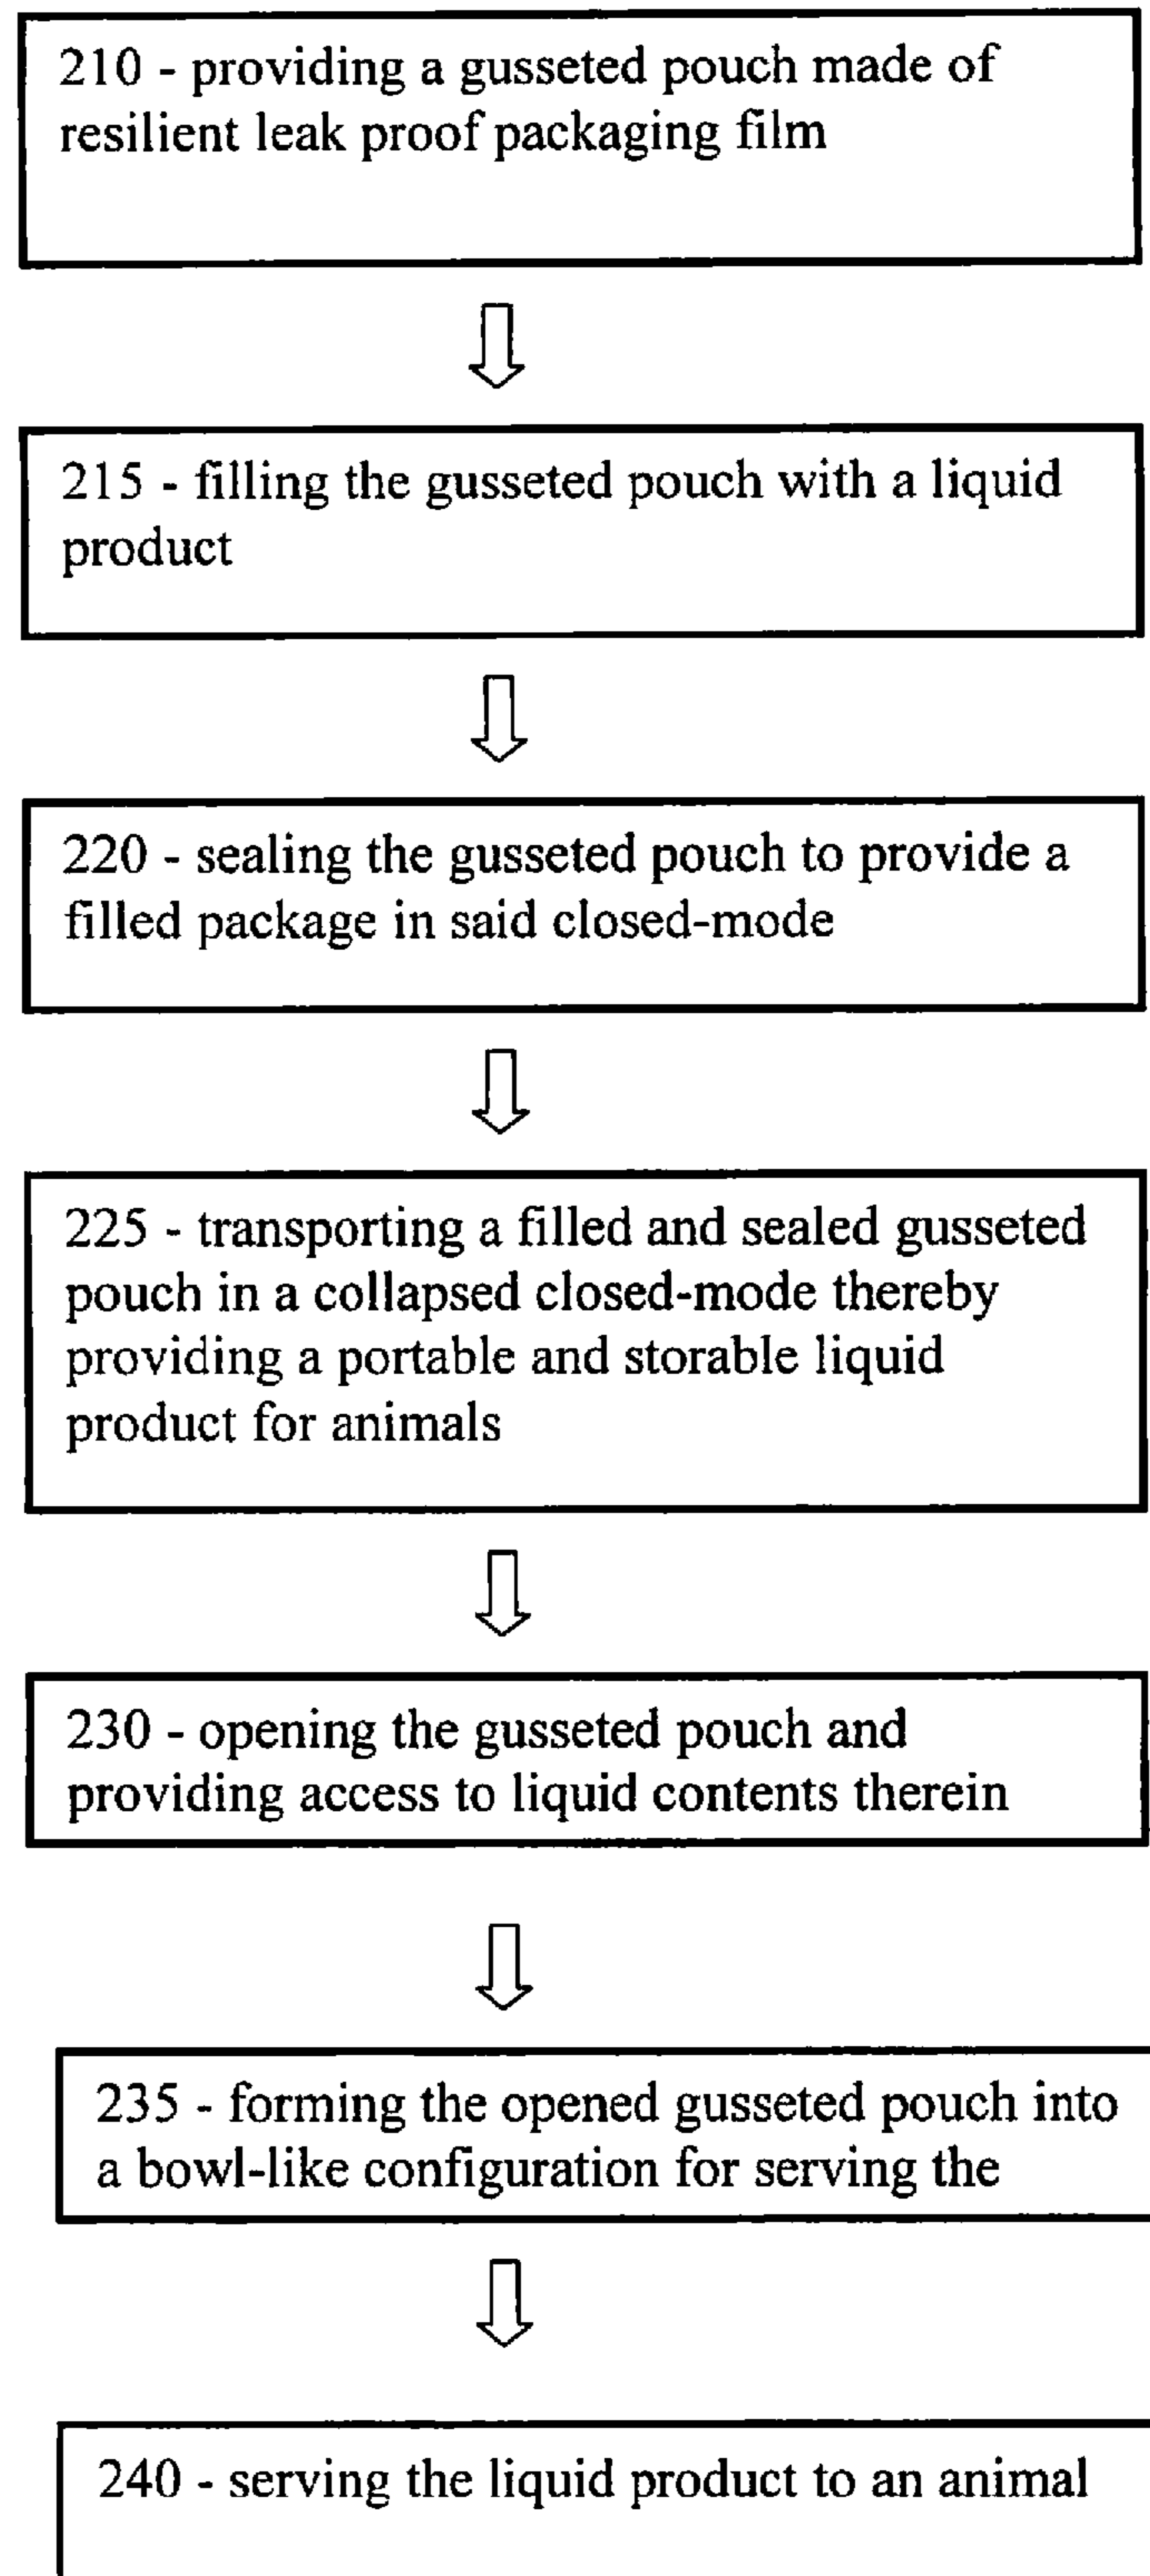 210 - providing a gusseted pouch made of
resilient leak proof packaging film
215 - filling the gusseted pouch with a liquid
product
220 - sealing the gusseted pouch to provide a
filled package in said closed-mode
225 - transporting a filled and sealed gusseted
pouch in a collapsed closed-mode thereby
providing a portable and storable liquid
product for animals
230 - opening the gusseted pouch and
providing access to liquid contents therein
235 - forming the opened gusseted pouch into
a bowl-like configuration for serving the
240 - serving the liquid product to an animal